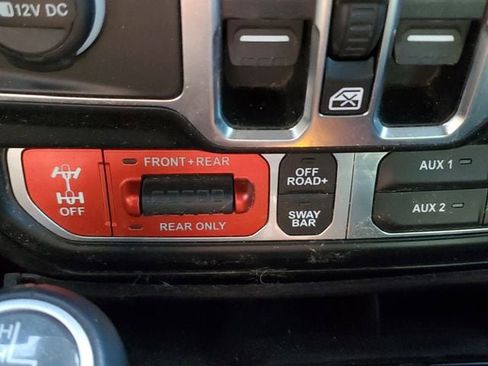 12V DC
FRONT+REAR
OFF
REAR ONLY
OFF
ROAD+
SWAY
BAR
AUX 1
AUX 2
H